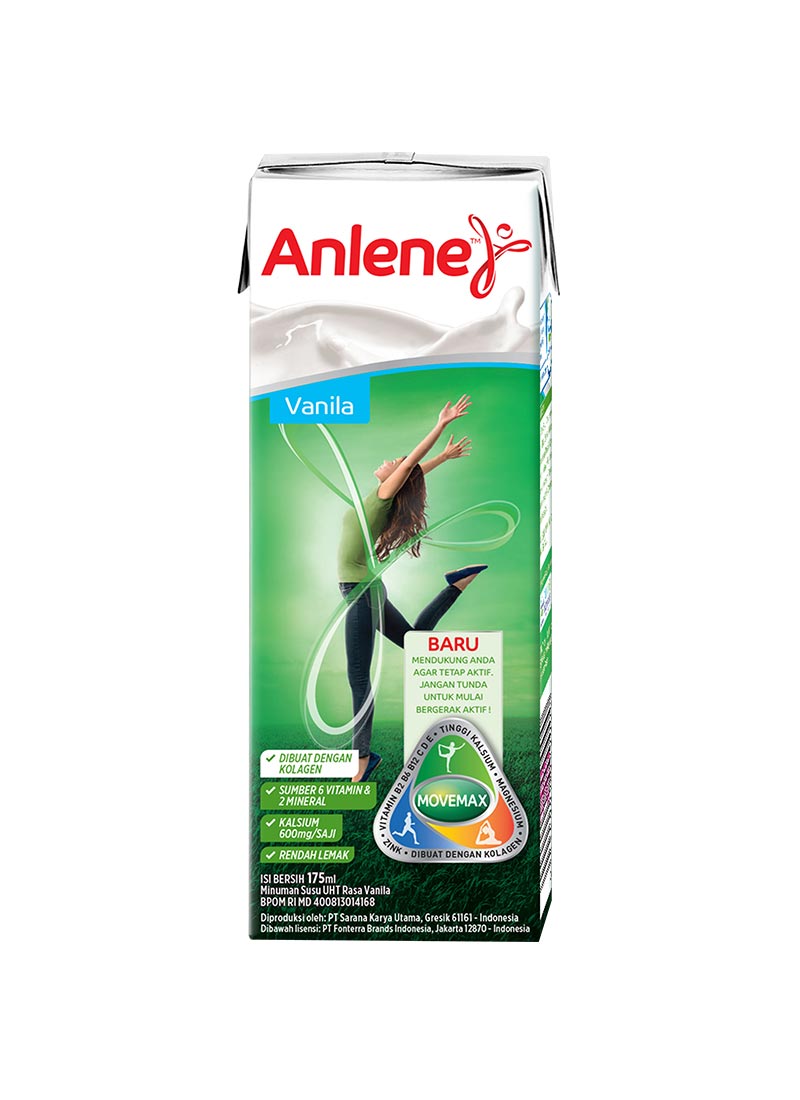 Anlene™
Vanila
BARU
MENDUKUNG ANDA
AGAR TETAP AKTIF.
JANGAN TUNDA
UNTUK MULAI
BERGERAK AKTIF!
VITAMIN B2 B6 B12 C D E • TINGGI KALSIUM • MAGNESIUM
MOVEMAX
• ZINK • DIBUAT DENGAN KOLAGEN •
DIBUAT DENGAN
KOLAGEN
SUMBER 6 VITAMIN &
2 MINERAL
KALSIUM
600mg/SAJI
RENDAH LEMAK
ISI BERSIH 175ml
Minuman Susu UHT Rasa Vanila
BPOM RI MD 400813014168
Diproduksi oleh: PT Sarana Karya Utama, Gresik 61161 - Indonesia
Dibawah lisensi: PT Fonterra Brands Indonesia, Jakarta 12870 - Indonesia